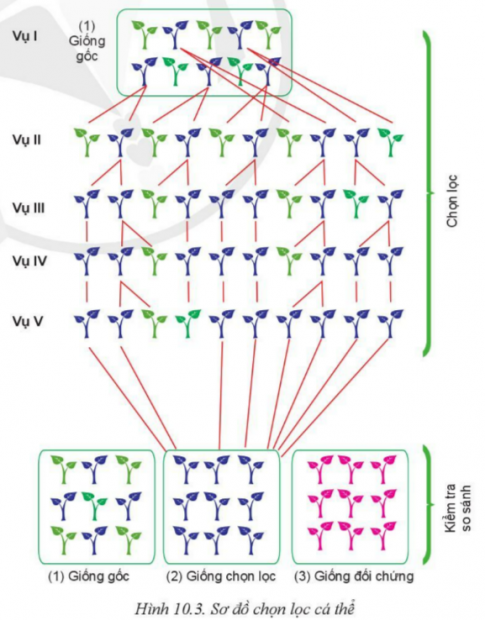 Vụ I
(1)
Giống
gốc
Vụ II
Vụ III
Vụ IV
Vụ V
Chọn lọc
Kiểm tra
so sánh
(1) Giống gốc
(2) Giống chọn lọc
(3) Giống đối chứng
Hình 10.3. Sơ đồ chọn lọc cá thể